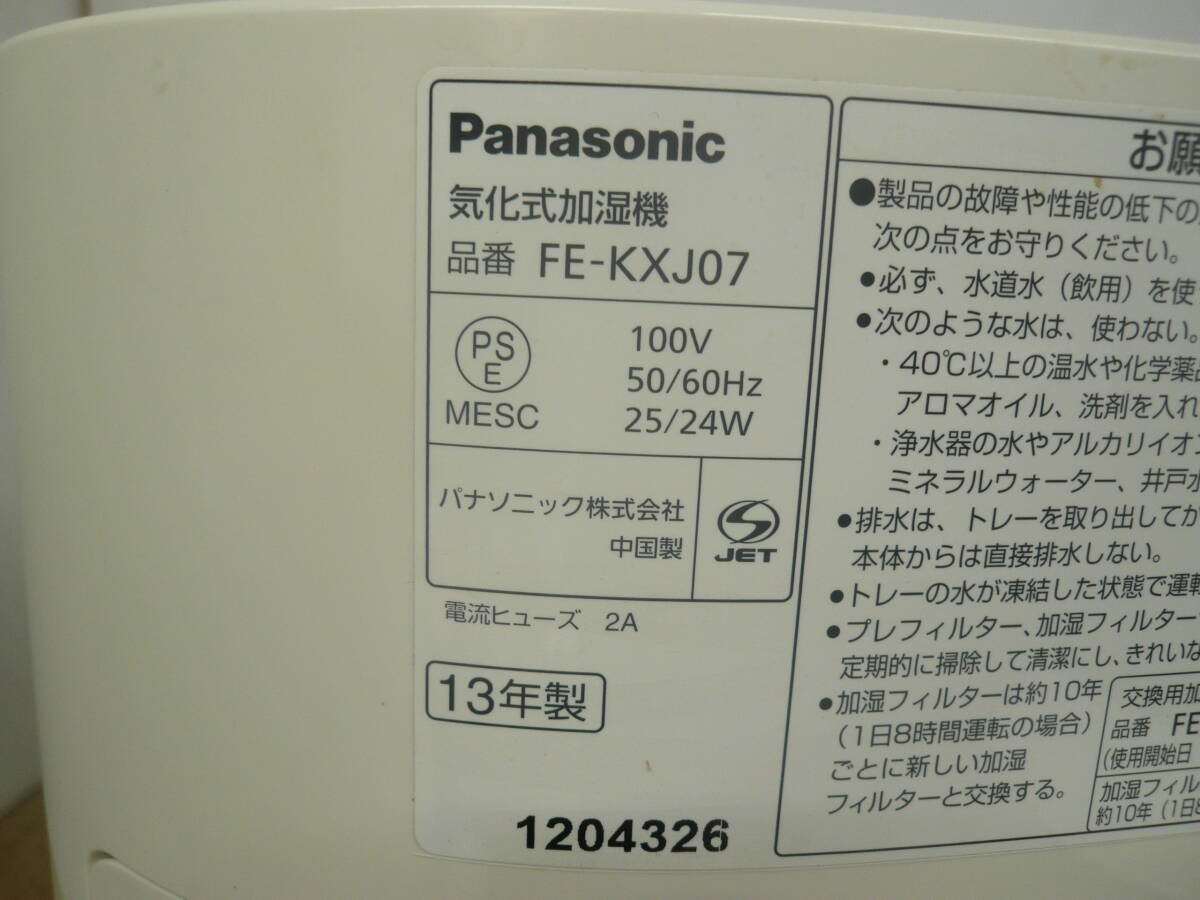 Panasonic
気化式加湿機
品番 FE-KXJ07
PS
E
MESC
100V
50/60Hz
25/24W
パナソニック株式会社
中国製
JET
電流ヒューズ 2A
13年製
1204326
お願
●製品の故障や性能の低下の
次の点をお守りください。
●必ず、水道水（飲用）を使
●次のような水は、使わない。
・40℃以上の温水や化学薬品
アロマオイル、洗剤を入れ
・浄水器の水やアルカリイオン
ミネラルウォーター、井戸水
●排水は、トレーを取り出してか
本体からは直接排水しない。
●トレーの水が凍結した状態で運転
●プレフィルター、加湿フィルター
定期的に掃除して清潔にし、きれいな
●加湿フィルターは約10年
（1日8時間運転の場合）
ごとに新しい加湿
フィルターと交換する。
交換用加
品番 FE
(使用開始日
加湿フィル
約10年（1日8